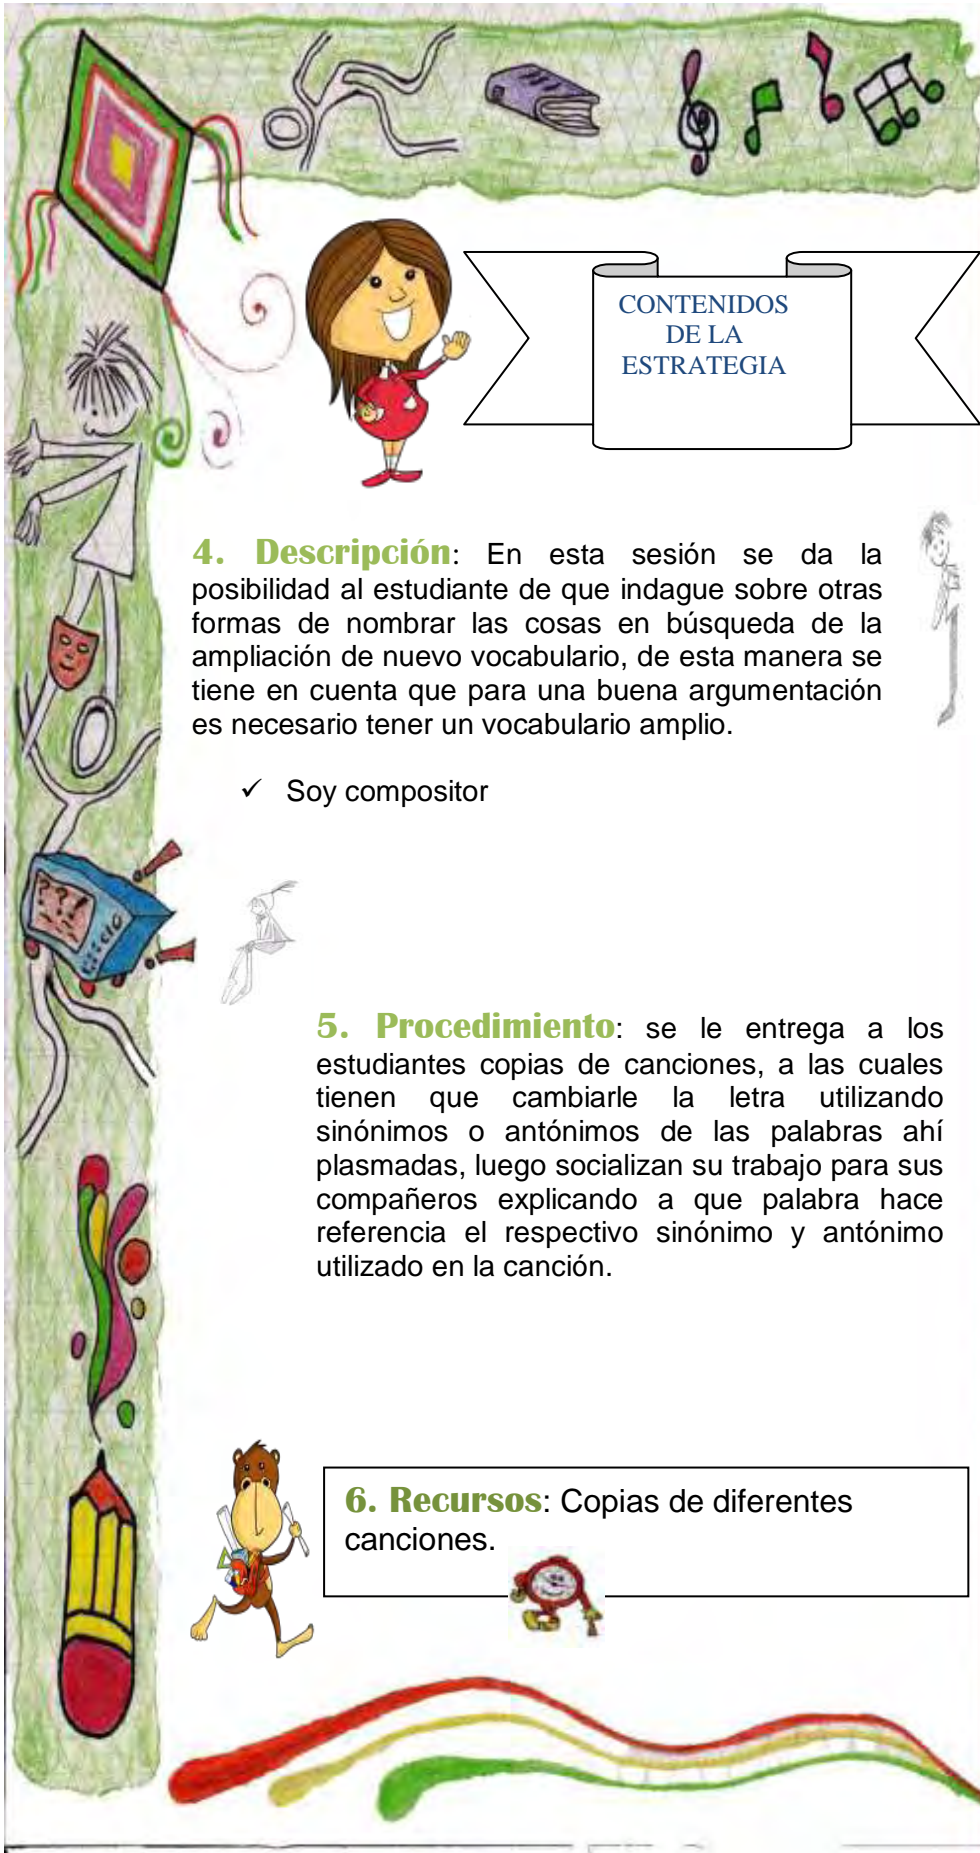 CONTENIDOS
DE LA
ESTRATEGIA
4. Descripción: En esta sesión se da la
posibilidad al estudiante de que indague sobre otras
formas de nombrar las cosas en búsqueda de la
ampliación de nuevo vocabulario, de esta manera se
tiene en cuenta que para una buena argumentación
es necesario tener un vocabulario amplio.
✓ Soy compositor
5. Procedimiento: se le entrega a los
estudiantes copias de canciones, a las cuales
tienen que cambiarle la letra utilizando
sinónimos o antónimos de las palabras ahí
plasmadas, luego socializan su trabajo para sus
compañeros explicando a que palabra hace
referencia el respectivo sinónimo y antónimo
utilizado en la canción.
6. Recursos: Copias de diferentes
canciones.